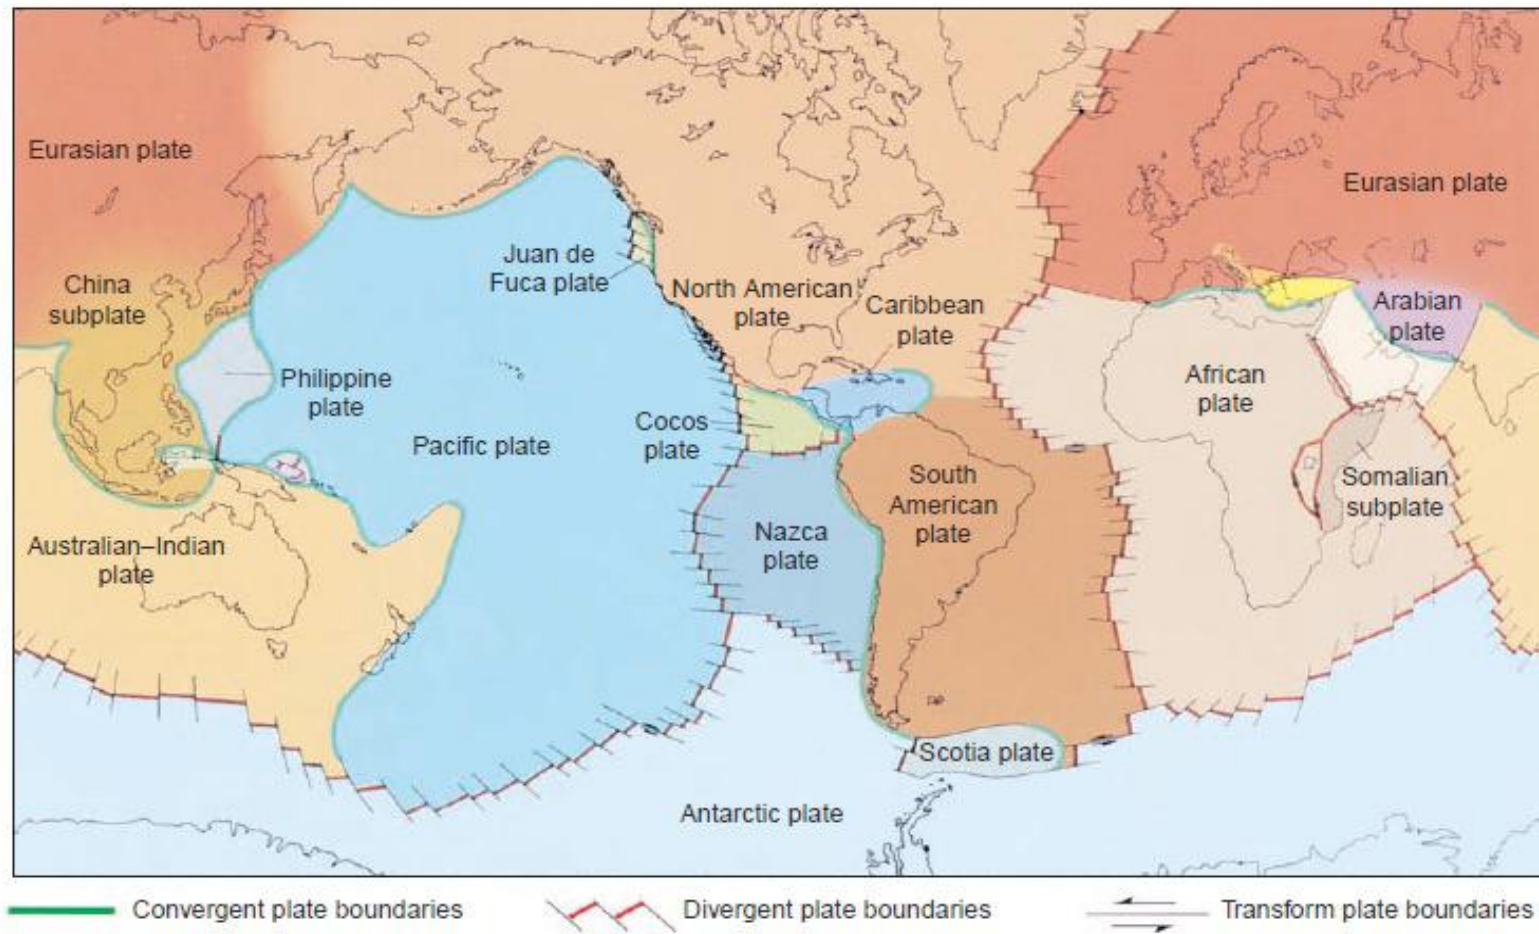 Eurasian plate
Eurasian plate
Juan de
Fuca plate
China
subplate
North American
plate
Caribbean
plate
Arabian
plate
Philippine
plate
African
plate
Cocos
plate
Pacific plate
South
American
plate
Somalian
subplate
Nazca
plate
Australian–Indian
plate
Scotia plate
Antarctic plate
Convergent plate boundaries
Divergent plate boundaries
Transform plate boundaries